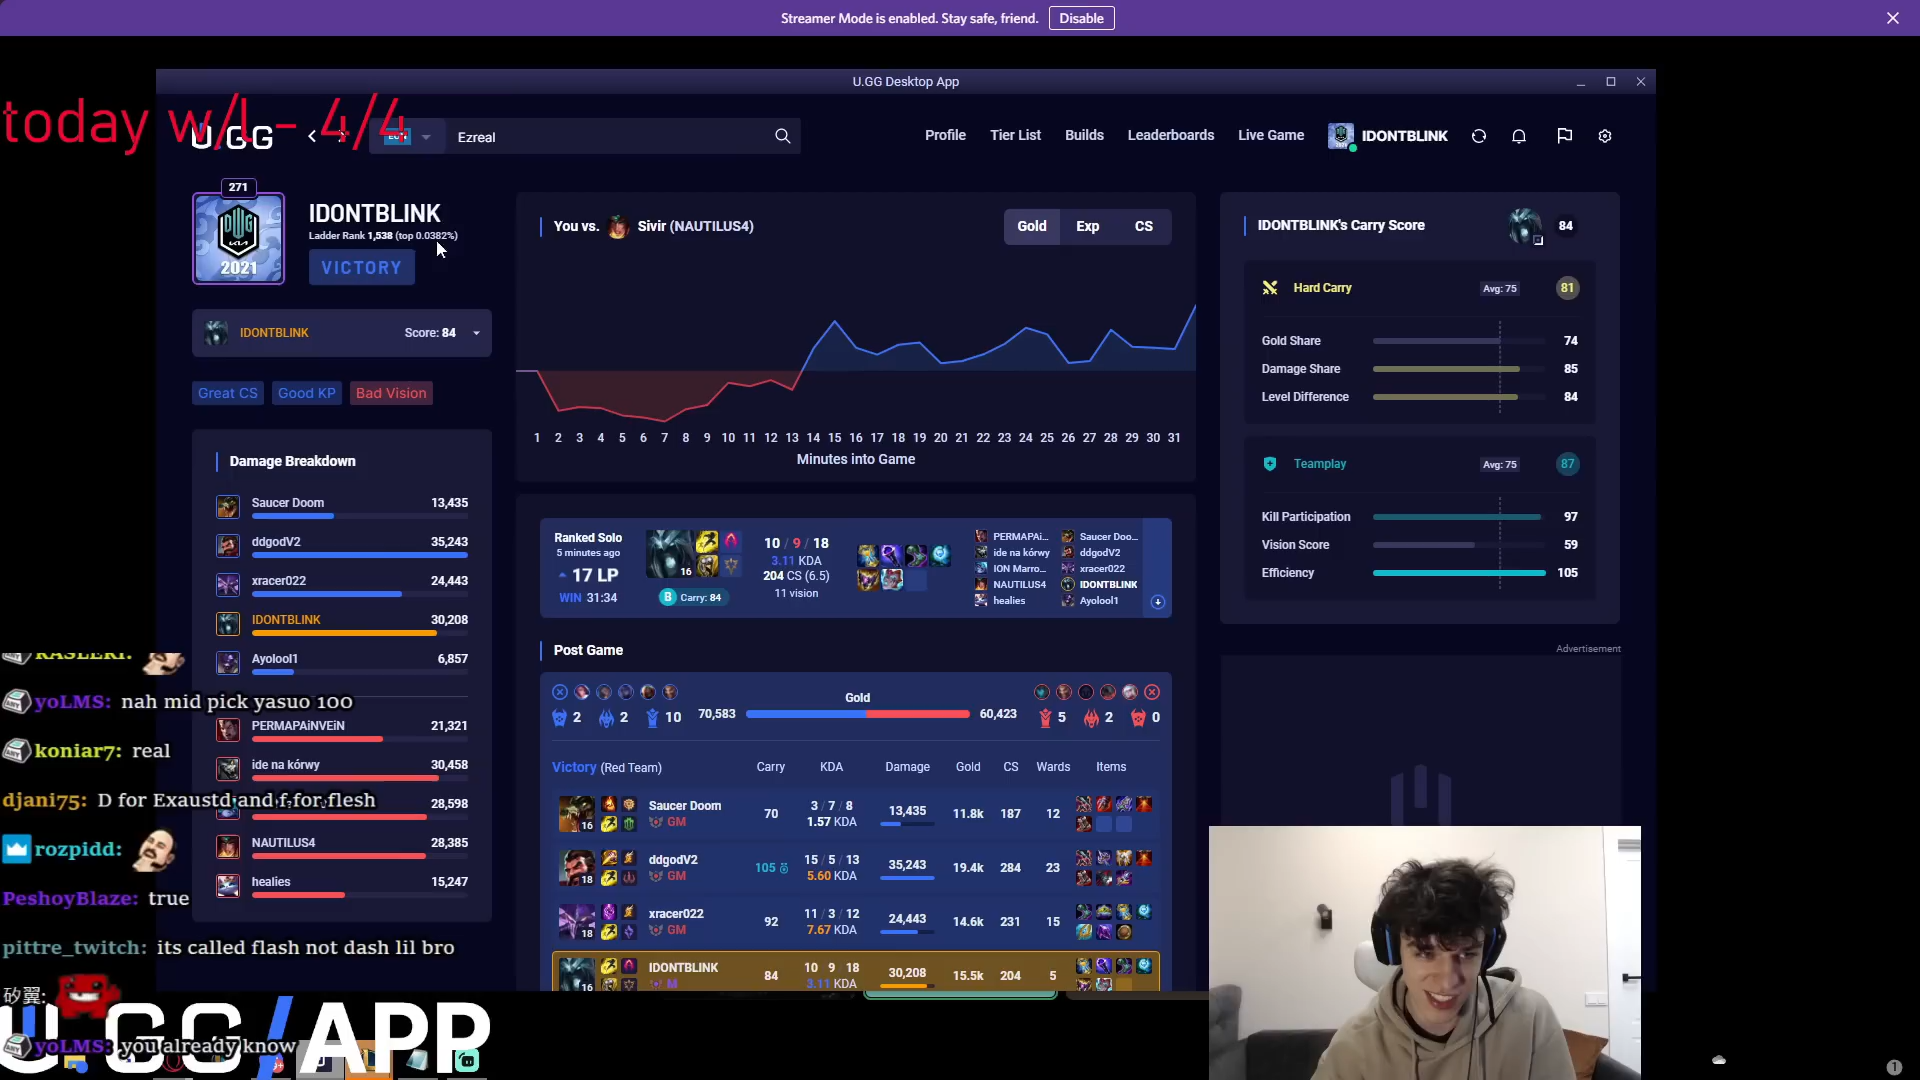 Streamer Mode is enabled. Stay safe, friend. Disable
U.GG Desktop App
today w/l - 4/4
U.GG
Ezreal
Profile Tier List Builds Leaderboards Live Game IDONTBLINK
271
2021
IDONTBLINK
Ladder Rank 1,538 (top 0.0382%)
VICTORY
IDONTBLINK Score: 84
Great CS Good KP Bad Vision
Damage Breakdown
Saucer Doom 13,435
ddgodV2 35,243
xracer022 24,443
IDONTBLINK 30,208
Ayolool1 6,857
PERMAPAiNVEiN 21,321
ide na kórwy 30,458
28,598
NAUTILUS4 28,385
healies 15,247
You vs. Sivir (NAUTILUS4)
Gold Exp CS
1 2 3 4 5 6 7 8 9 10 11 12 13 14 15 16 17 18 19 20 21 22 23 24 25 26 27 28 29 30 31
Minutes into Game
Ranked Solo
5 minutes ago
17 LP
WIN 31:34
16
B Carry: 84
10 / 9 / 18
3.11 KDA
204 CS (6.5)
11 vision
PERMAPAi... Saucer Doo...
ide na kórwy ddgodV2
ION Marro... xracer022
NAUTILUS4 IDONTBLINK
healies Ayolool1
Post Game
Gold
2 2 10 70,583 60,423 5 2 0
Victory (Red Team) Carry KDA Damage Gold CS Wards Items
16 Saucer Doom GM 70 3 / 7 / 8 1.57 KDA 13,435 11.8k 187 12
18 ddgodV2 GM 105 15 / 5 / 13 5.60 KDA 35,243 19.4k 284 23
18 xracer022 GM 92 11 / 3 / 12 7.67 KDA 24,443 14.6k 231 15
16 IDONTBLINK M 84 10 9 18 3.11 KDA 30,208 15.5k 204 5
IDONTBLINK's Carry Score 84
Hard Carry Avg: 75 81
Gold Share 74
Damage Share 85
Level Difference 84
Teamplay Avg: 75 87
Kill Participation 97
Vision Score 59
Efficiency 105
Advertisement
yoLMS: nah mid pick yasuo 100
koniar7: real
djani75: D for Exaustd and f for flesh
rozpidd:
PeshoyBlaze: true
pittre_twitch: its called flash not dash lil bro
矽翼:
yoLMS: you already know
U.GG/APP
1